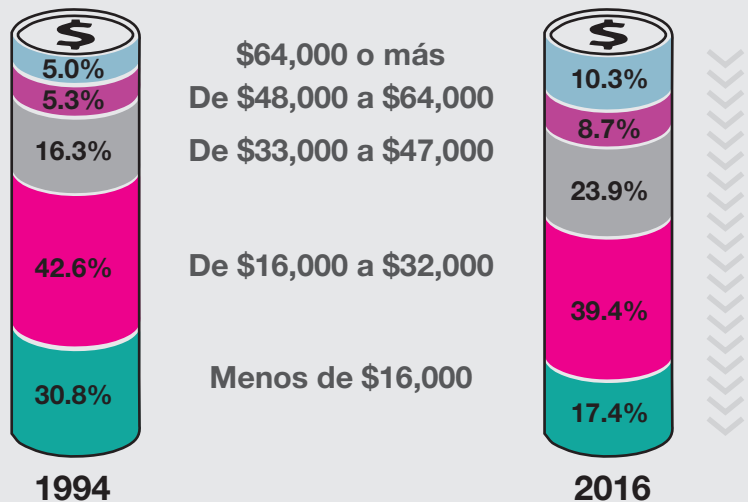 $ $
5.0% $64,000 o más 10.3%
5.3% De $48,000 a $64,000 8.7%
16.3% De $33,000 a $47,000 23.9%
42.6% De $16,000 a $32,000 39.4%
30.8% Menos de $16,000 17.4%
1994 2016